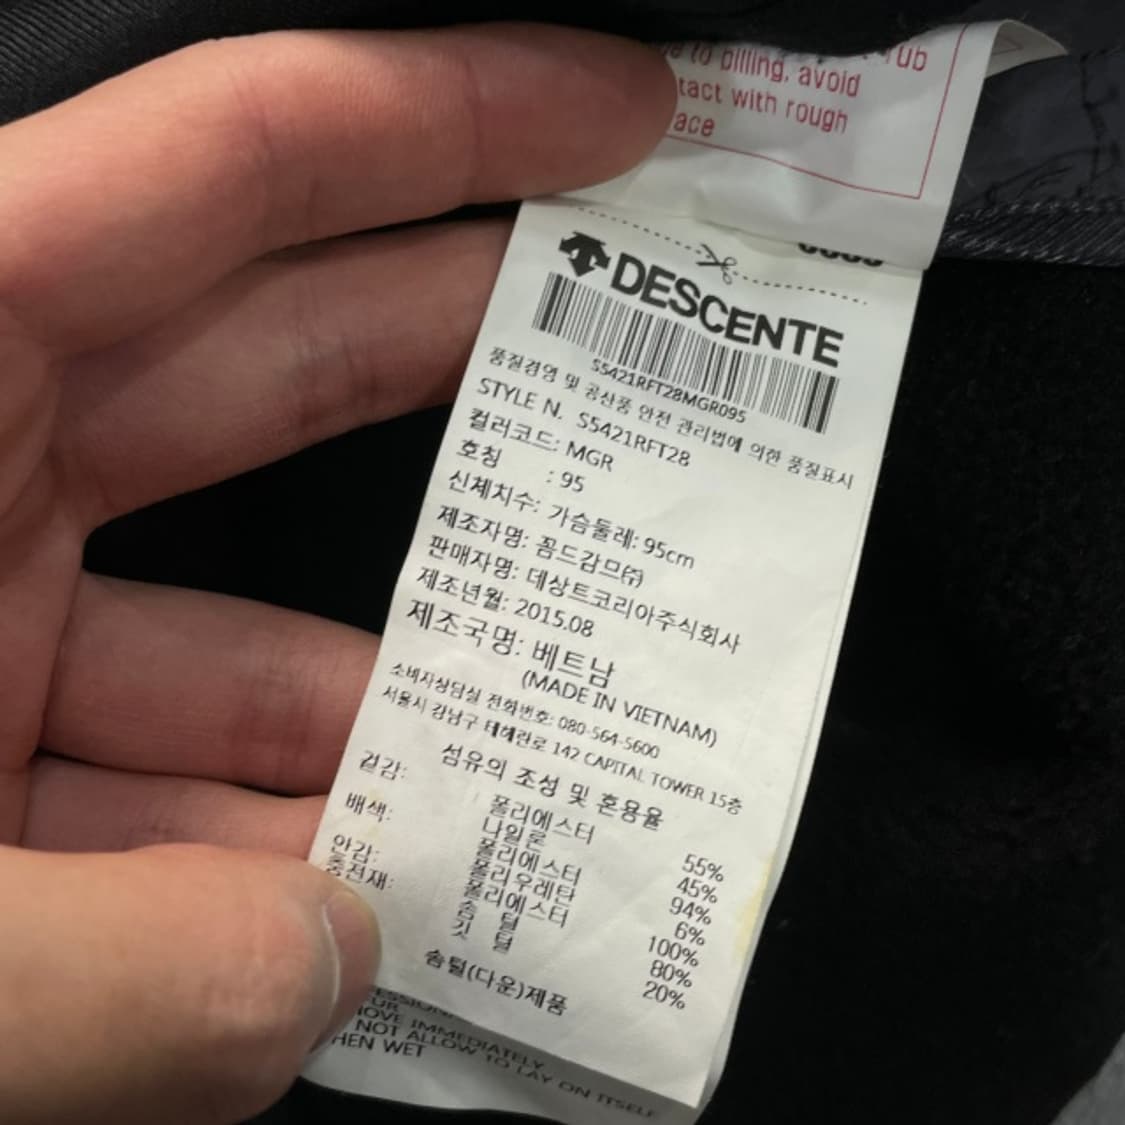 to billing, avoid rub
tact with rough
ace
DESCENTE
S5421RFT28MGR095
품질경영 및 공산품 안전 관리법에 의한 품질표시
STYLE N. S5421RFT28
컬러코드: MGR
호칭 : 95
신체치수: 가슴둘레: 95cm
제조자명: 꼼드감므㈜
판매자명: 데상트코리아주식회사
제조년월: 2015.08
제조국명: 베트남
(MADE IN VIETNAM)
소비자상담실 전화번호: 080-564-5600
서울시 강남구 테헤란로 142 CAPITAL TOWER 15층
섬유의 조성 및 혼용율
겉감: 폴리에스터 55%
나일론 45%
배색: 폴리에스터 94%
폴리우레탄 6%
안감: 폴리에스터 100%
충전재: 솜털 80%
깃털 20%
솜털(다운)제품
UR
OVE IMMEDIATELY
NOT ALLOW TO LAY ON ITSELF
HEN WET